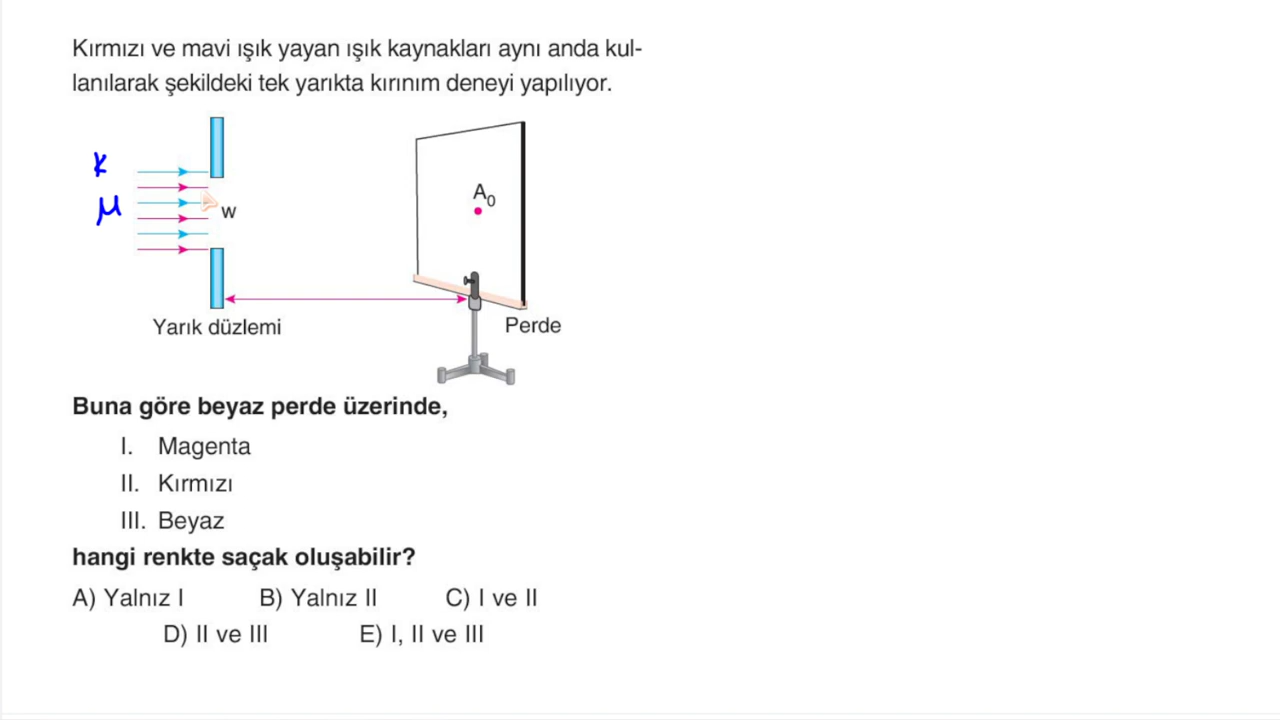 Kırmızı ve mavi ışık yayan ışık kaynakları aynı anda kul-
lanılarak şekildeki tek yarıkta kırınım deneyi yapılıyor.
K
M
w
A0
Yarık düzlemi
Perde
Buna göre beyaz perde üzerinde,
I. Magenta
II. Kırmızı
III. Beyaz
hangi renkte saçak oluşabilir?
A) Yalnız I B) Yalnız II C) I ve II
D) II ve III E) I, II ve III